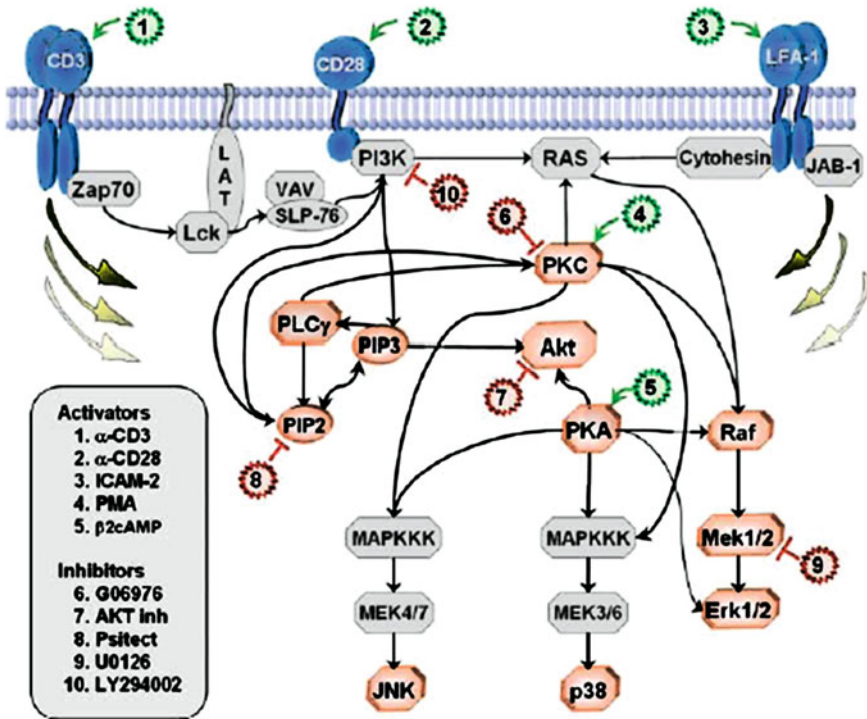 1
2
3
CD3
CD28
LFA-1
LAT
PI3K
RAS
Cytohesin
JAB-1
Zap70
VAV
SLP-76
Lck
10
6
4
PKC
PLCγ
PIP3
Akt
7
5
PIP2
PKA
Raf
8
MAPKKK
MAPKKK
Mek1/2
9
MEK4/7
MEK3/6
Erk1/2
JNK
p38
Activators
1. α-CD3
2. α-CD28
3. ICAM-2
4. PMA
5. β2cAMP
Inhibitors
6. G06976
7. AKT inh
8. Psitect
9. U0126
10. LY294002